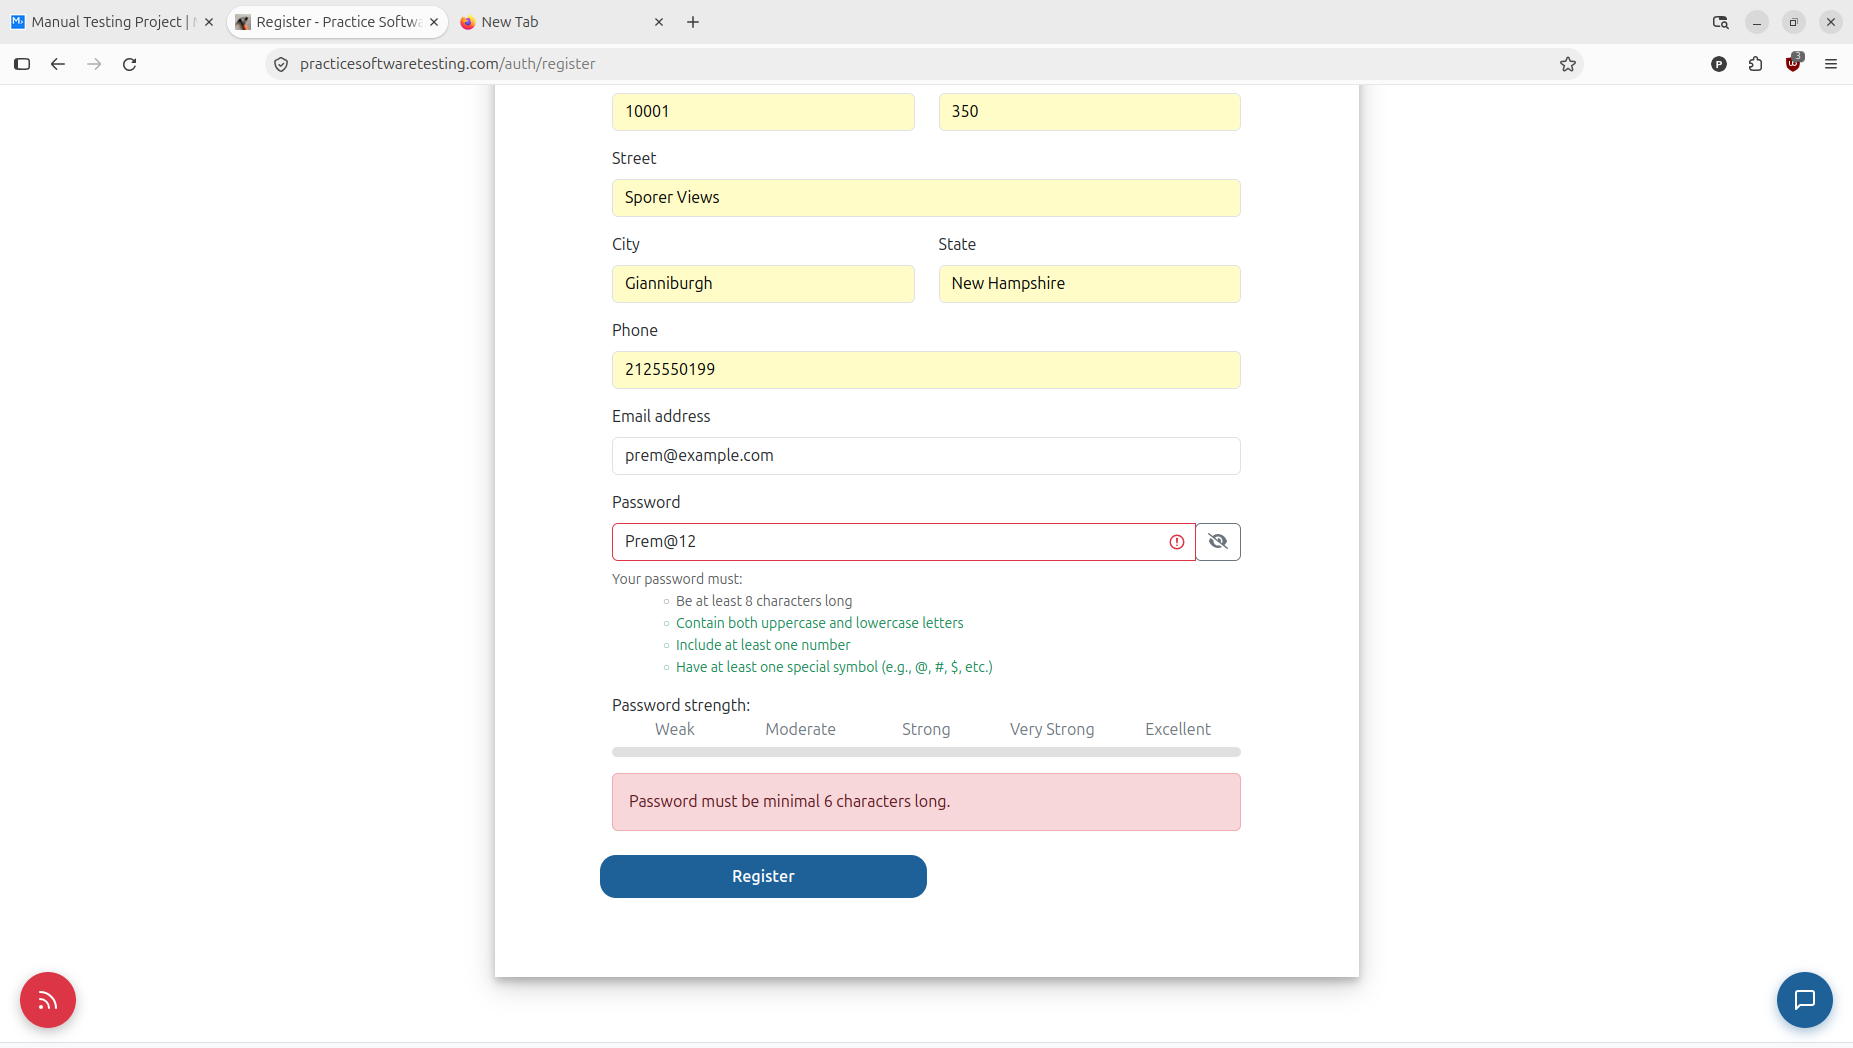 Manual Testing Project |
Register - Practice Softwa
New Tab
practicesoftwaretesting.com/auth/register
P
3
10001
350
Street
Sporer Views
City
State
Gianniburgh
New Hampshire
Phone
2125550199
Email address
prem@example.com
Password
Prem@12
Your password must:
Be at least 8 characters long
Contain both uppercase and lowercase letters
Include at least one number
Have at least one special symbol (e.g., @, #, $, etc.)
Password strength:
Weak Moderate Strong Very Strong Excellent
Password must be minimal 6 characters long.
Register